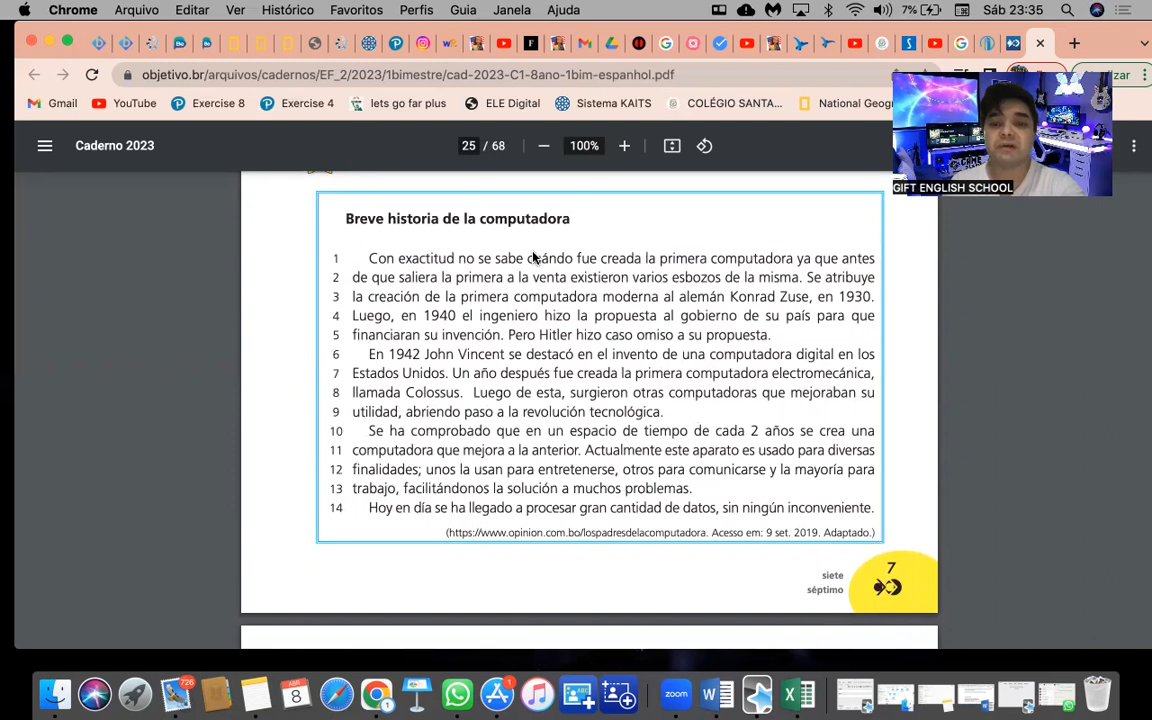 Chrome Arquivo Editar Ver Histórico Favoritos Perfis Guia Janela Ajuda 7% Sáb 23:35
objetivo.br/arquivos/cadernos/EF_2/2023/1bimestre/cad-2023-C1-8ano-1bim-espanhol.pdf
Gmail YouTube Exercise 8 Exercise 4 lets go far plus ELE Digital Sistema KAITS COLÉGIO SANTA... National Geogr
Caderno 2023 25 / 68 100%
GIFT ENGLISH SCHOOL
Breve historia de la computadora
1 Con exactitud no se sabe cuándo fue creada la primera computadora ya que antes
2 de que saliera la primera a la venta existieron varios esbozos de la misma. Se atribuye
3 la creación de la primera computadora moderna al alemán Konrad Zuse, en 1930.
4 Luego, en 1940 el ingeniero hizo la propuesta al gobierno de su país para que
5 financiaran su invención. Pero Hitler hizo caso omiso a su propuesta.
6 En 1942 John Vincent se destacó en el invento de una computadora digital en los
7 Estados Unidos. Un año después fue creada la primera computadora electromecánica,
8 llamada Colossus. Luego de esta, surgieron otras computadoras que mejoraban su
9 utilidad, abriendo paso a la revolución tecnológica.
10 Se ha comprobado que en un espacio de tiempo de cada 2 años se crea una
11 computadora que mejora a la anterior. Actualmente este aparato es usado para diversas
12 finalidades; unos la usan para entretenerse, otros para comunicarse y la mayoría para
13 trabajo, facilitándonos la solución a muchos problemas.
14 Hoy en día se ha llegado a procesar gran cantidad de datos, sin ningún inconveniente.
(https://www.opinion.com.bo/lospadresdelacomputadora. Acesso em: 9 set. 2019. Adaptado.)
siete
séptimo
7
726
ABR
8
1
zoom